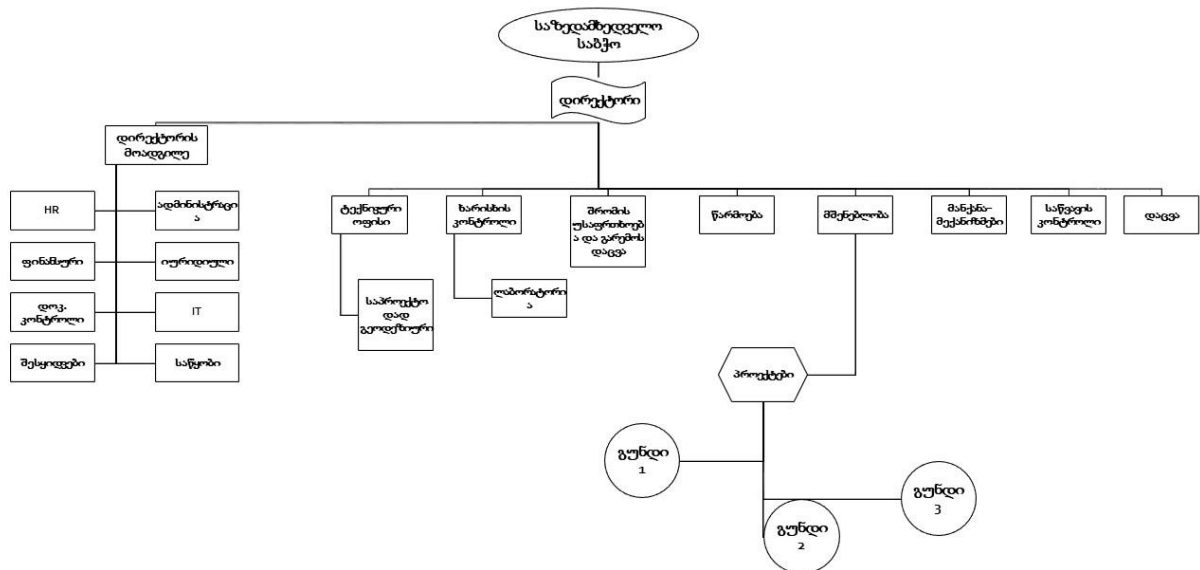 საზედამხედველო
საბჭო
დირექტორი
დირექტორის
მოადგილე
HR
ადმინისტრაცი
ა
ფინანსური
იურიდიული
დოკ.
კონტროლი
IT
შესყიდვები
საწყობი
ტექნიკური
ოფისი
ხარისხის
კონტროლი
შრომის
უსაფრთხოებ
ა და გარემოს
დაცვა
წარმოება
მშენებლობა
მანქანა-
მექანიზმები
საწვავის
კონტროლი
დაცვა
საპროექტო
დად
გეოდეზიური
ლაბორატორი
ა
პროექტები
გუნდი
1
გუნდი
2
გუნდი
3